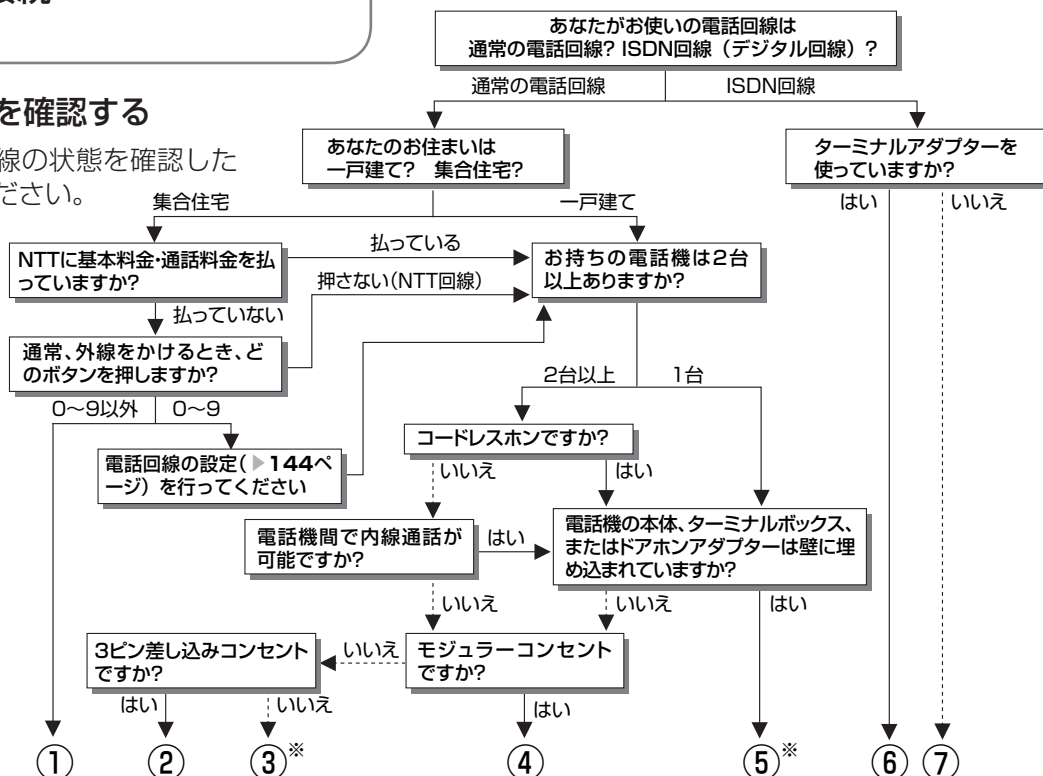 を確認する
線の状態を確認した
ださい。
あなたがお使いの電話回線は
通常の電話回線? ISDN回線（デジタル回線）?
通常の電話回線
ISDN回線
あなたのお住まいは
一戸建て? 集合住宅?
ターミナルアダプターを
使っていますか?
集合住宅
一戸建て
はい
いいえ
NTTに基本料金・通話料金を払
っていますか?
払っている
お持ちの電話機は2台
以上ありますか?
押さない(NTT回線)
払っていない
通常、外線をかけるとき、ど
のボタンを押しますか?
2台以上
1台
0～9以外
0～9
コードレスホンですか?
電話回線の設定(▶144ペ
ージ）を行ってください
いいえ
はい
電話機間で内線通話が
可能ですか?
はい
電話機の本体、ターミナルボックス、
またはドアホンアダプターは壁に埋
め込まれていますか?
いいえ
いいえ
はい
3ピン差し込みコンセント
ですか?
いいえ
モジュラーコンセント
ですか?
はい
いいえ
はい
①
②
③※
④
⑤※
⑥
⑦